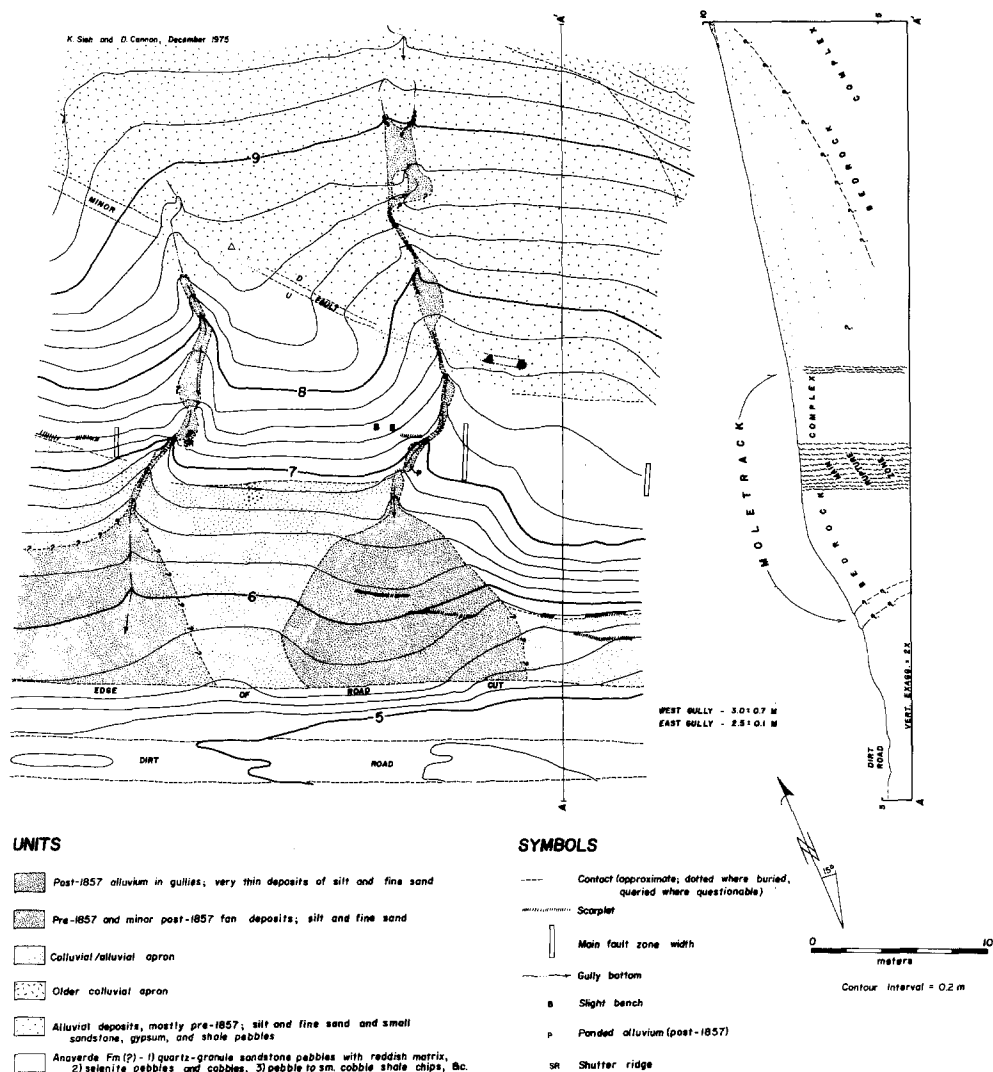 K. Sieh and D. Cannon, December 1975
A'
10
5
A'
9
MINOR
D
U
FAULT
8
B B
7
P
6
EDGE OF ROAD CUT
5
DIRT ROAD
A
BEDROCK COMPLEX
MOLETRACK
BEDROCK COMPLEX
MAIN RUPTURE ZONE
VERT. EXAGG. = 2X
DIRT ROAD
5
A
WEST GULLY - 3.0 ± 0.7 M
EAST GULLY - 2.5 ± 0.1 M
15°
0 10
meters
Contour Interval = 0.2 m
UNITS
Post-1857 alluvium in gullies; very thin deposits of silt and fine sand
Pre-1857 and minor post-1857 fan deposits; silt and fine sand
Colluvial/alluvial apron
Older colluvial apron
Alluvial deposits, mostly pre-1857; silt and fine sand and small
sandstone, gypsum, and shale pebbles
Anaverde Fm (?) - 1) quartz-granule sandstone pebbles with reddish matrix,
2) selenite pebbles and cobbles, 3) pebble to sm. cobble shale chips, &c.
SYMBOLS
Contact (approximate; dotted where buried,
queried where questionable)
Scarplet
Main fault zone width
Gully bottom
B Slight bench
P Ponded alluvium (post-1857)
SR Shutter ridge